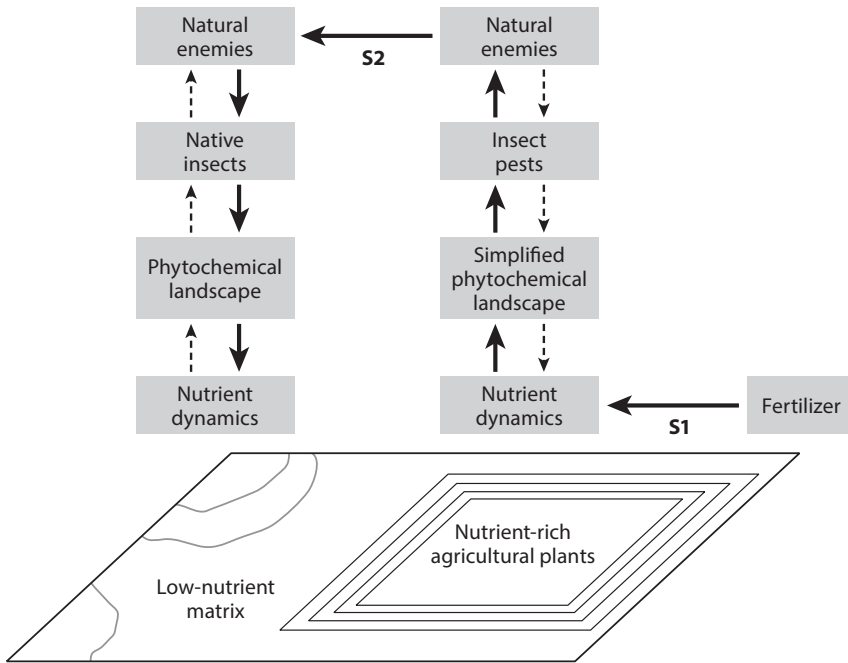 Natural
enemies
S2
Natural
enemies
Native
insects
Insect
pests
Phytochemical
landscape
Simplified
phytochemical
landscape
Nutrient
dynamics
Nutrient
dynamics
S1
Fertilizer
Nutrient-rich
agricultural plants
Low-nutrient
matrix